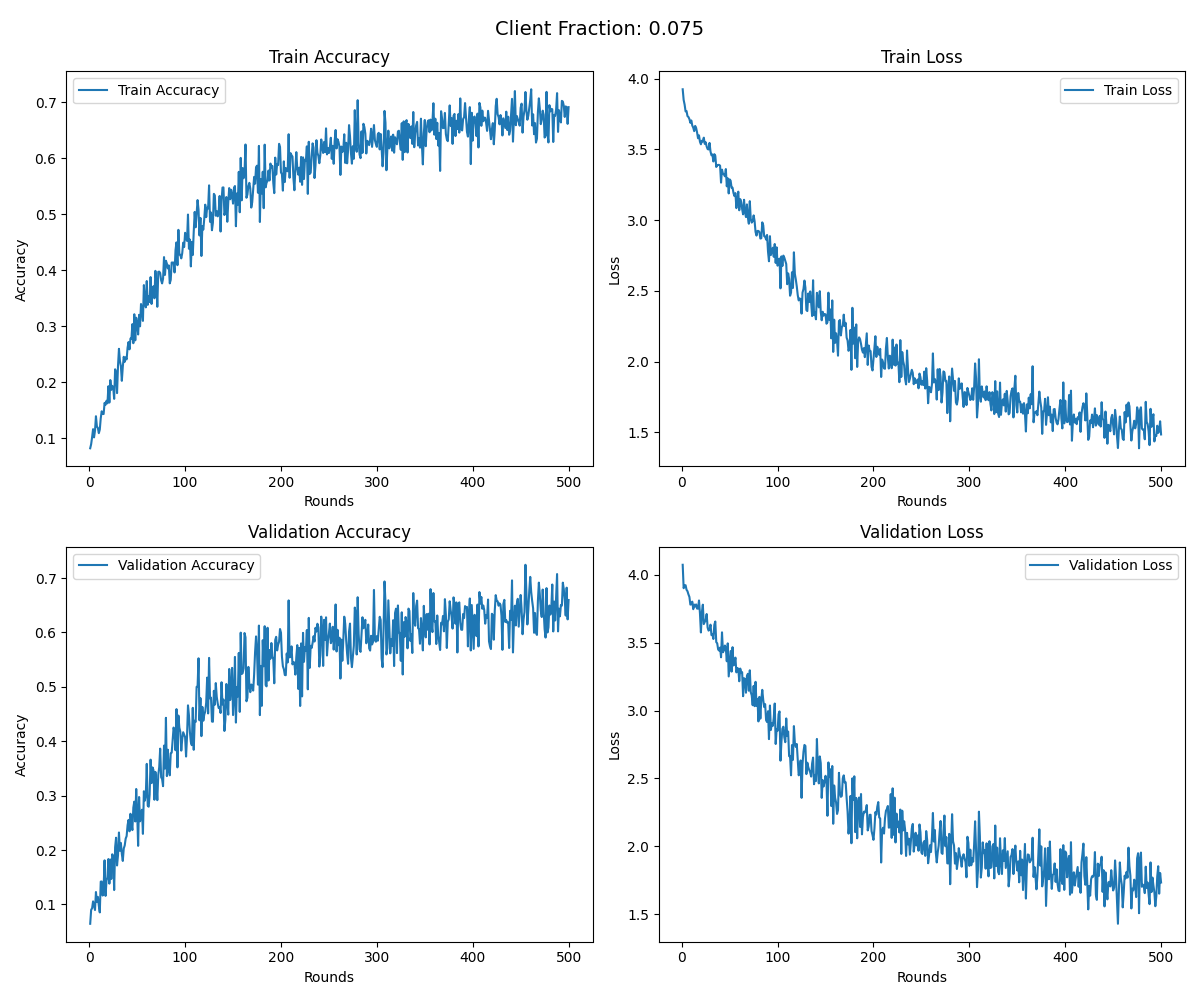 Client Fraction: 0.075
Train Accuracy
Train Accuracy
0.7
0.6
0.5
0.4
0.3
0.2
0.1
Accuracy
0 100 200 300 400 500
Rounds
Train Loss
Train Loss
4.0
3.5
3.0
2.5
2.0
1.5
Loss
0 100 200 300 400 500
Rounds
Validation Accuracy
Validation Accuracy
0.7
0.6
0.5
0.4
0.3
0.2
0.1
Accuracy
0 100 200 300 400 500
Rounds
Validation Loss
Validation Loss
4.0
3.5
3.0
2.5
2.0
1.5
Loss
0 100 200 300 400 500
Rounds